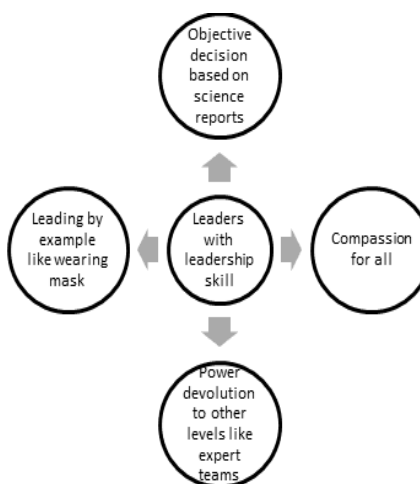 Objective
decision
based on
science
reports
Leading by
example
like wearing
mask
Leaders
with
leadership
skill
Compassion
for all
Power
devolution
to other
levels like
expert
teams